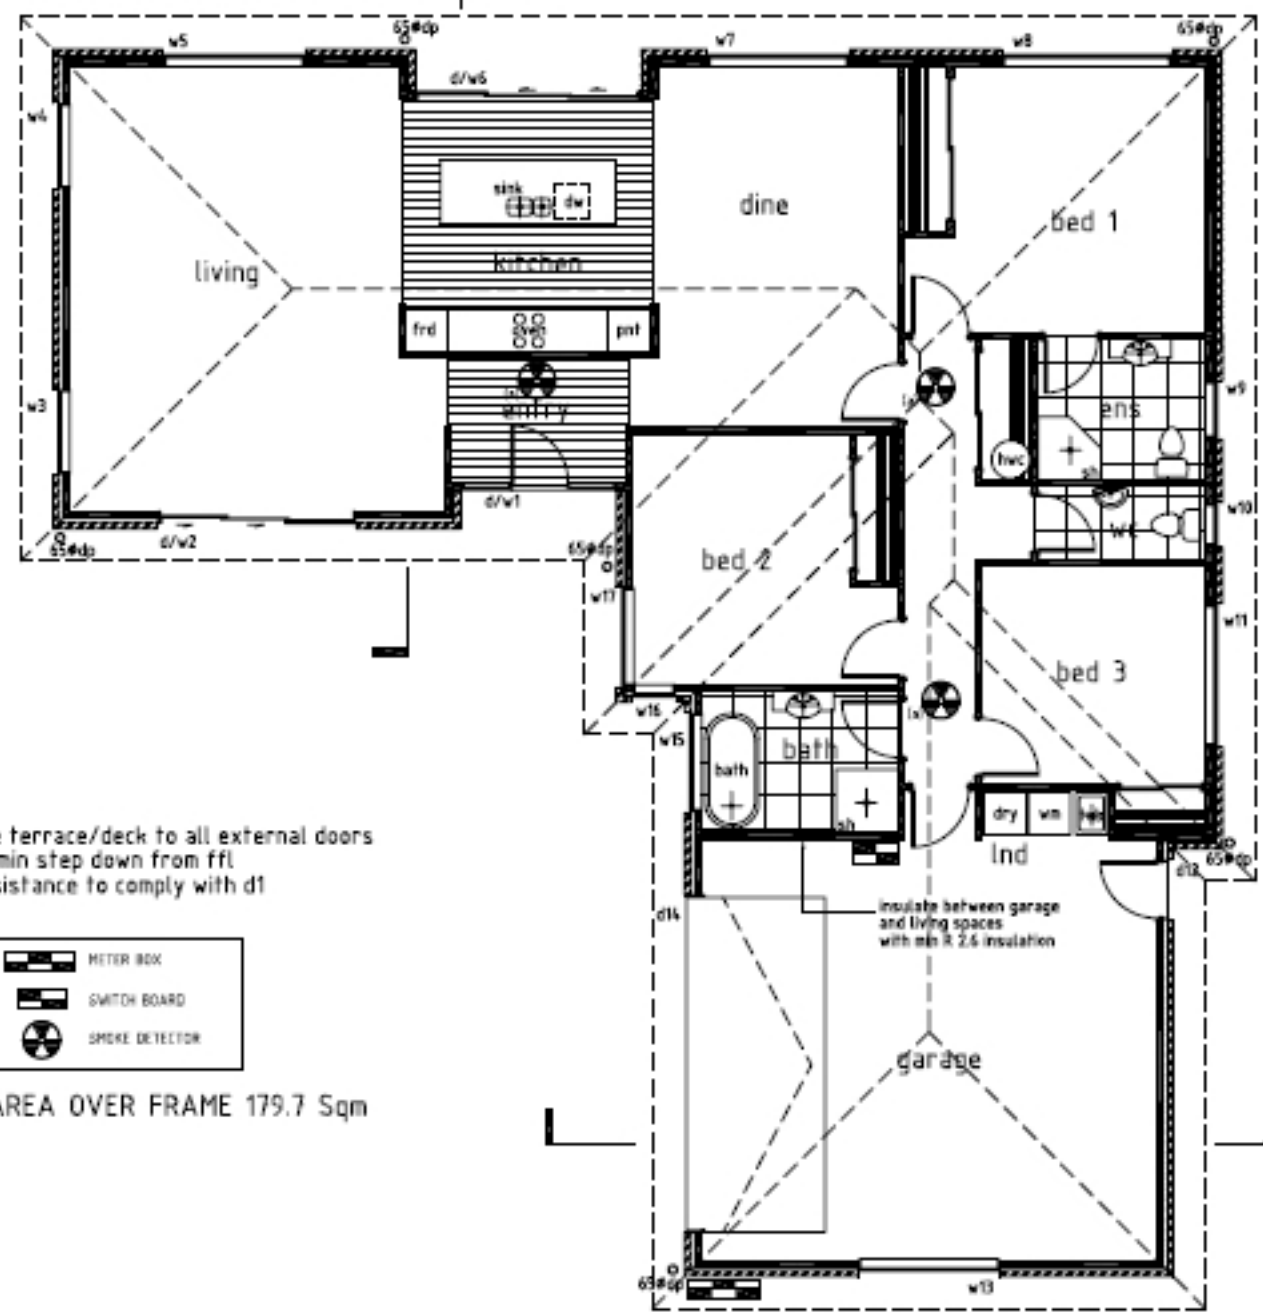 w5
65ødp
w7
w8
65ødp
d/w6
w4
sink
dw
dine
bed 1
living
kitchen
frd
oven
pnt
w3
entry
w9
ens
hwc
sh
d/w1
w10
d/w2
65ødp
65ødp
wc
bed 2
w17
w11
bed 3
w16
w15
bath
bath
sh
dry
wm
lnd
65ødp
d12
terrace/deck to all external doors
min step down from ffl
sistance to comply with d1
d14
insulate between garage
and living spaces
with min R 2.6 insulation
METER BOX
SWITCH BOARD
SMOKE DETECTOR
garage
AREA OVER FRAME 179.7 Sqm
65ødp
w13